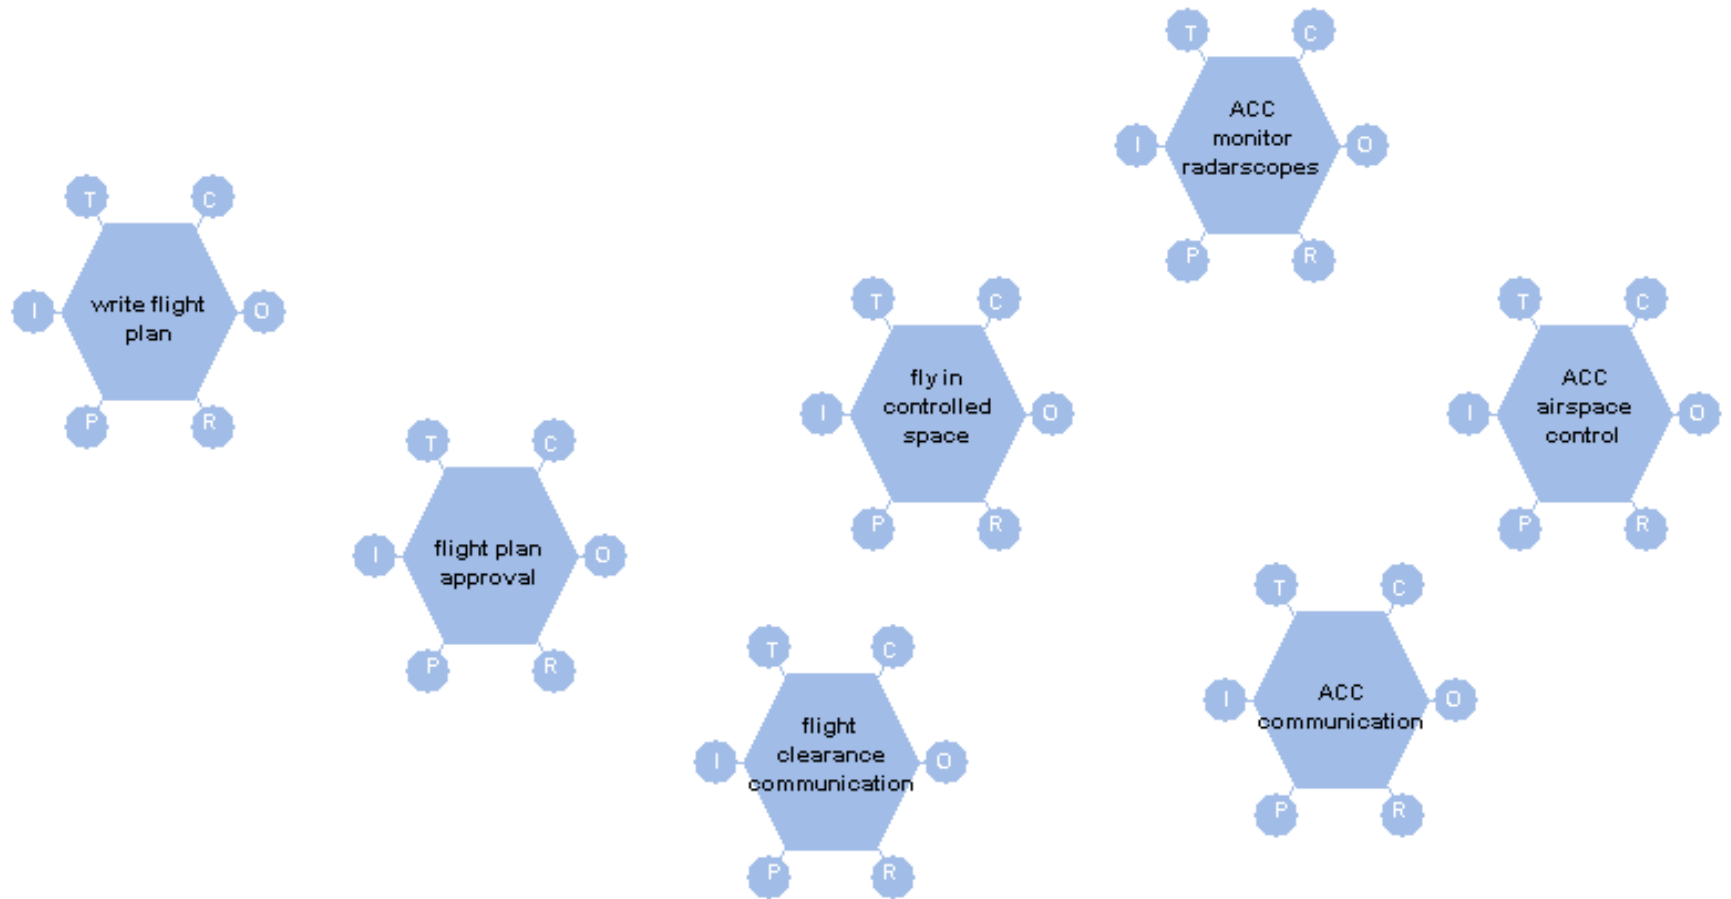 T
C
I
write flight
plan
O
P
R
T
C
I
flight plan
approval
O
P
R
T
C
I
flight
clearance
communication
O
P
R
T
C
I
fly in
controlled
space
O
P
R
T
C
I
ACC
monitor
radarscopes
O
P
R
T
C
I
ACC
airspace
control
O
P
R
T
C
I
ACC
communication
O
P
R